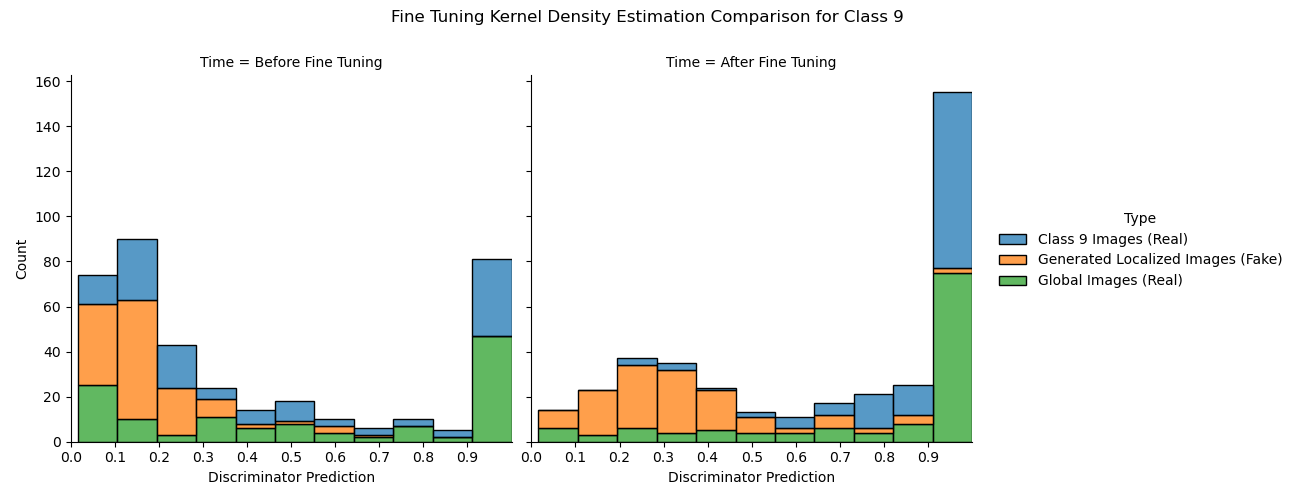 Fine Tuning Kernel Density Estimation Comparison for Class 9
Time = Before Fine Tuning
Time = After Fine Tuning
160
140
120
100
80
60
40
20
0
Count
0.0 0.1 0.2 0.3 0.4 0.5 0.6 0.7 0.8 0.9
0.0 0.1 0.2 0.3 0.4 0.5 0.6 0.7 0.8 0.9
Discriminator Prediction
Discriminator Prediction
Type
Class 9 Images (Real)
Generated Localized Images (Fake)
Global Images (Real)